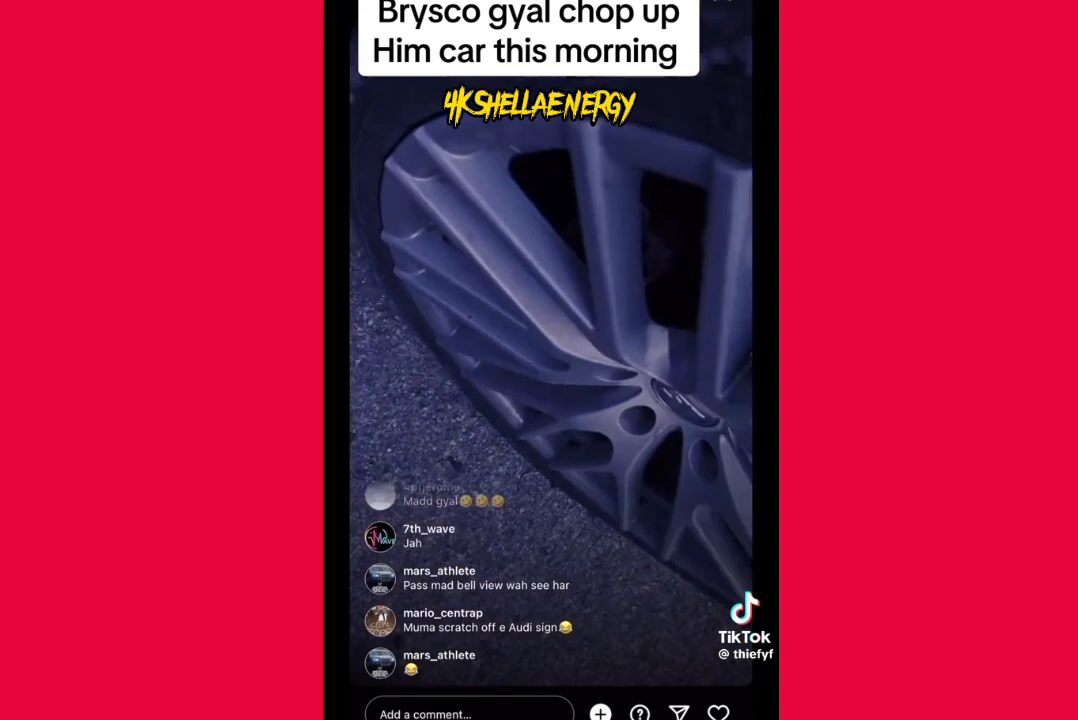 Brysco gyal chop up
Him car this morning
4KSHELLAENERGY
Madd gyal🤣🤣🤣
7th_wave
Jah
mars_athlete
Pass mad bell view wah see har
mario_centrap
Muma scratch off e Audi sign😂
mars_athlete
😂
Add a comment...
TikTok
@ thiefyf